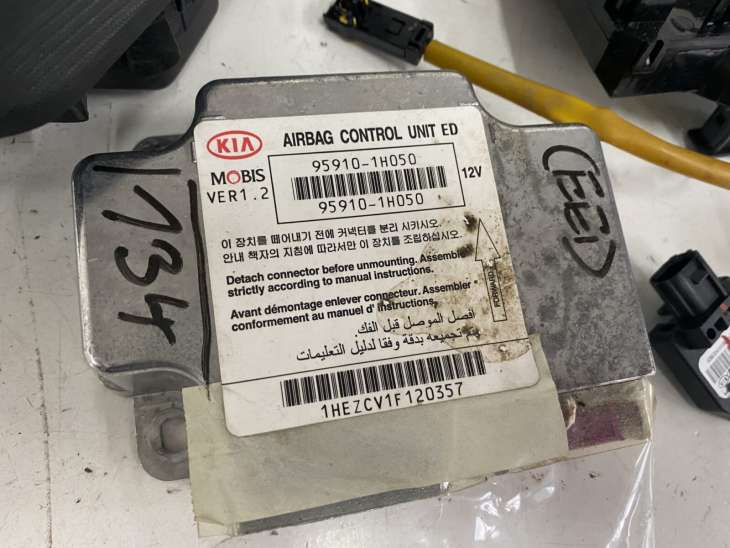 KIA
AIRBAG CONTROL UNIT ED
MOBIS
VER1.2
95910-1H050
95910-1H050
12V
이 장치를 떼어내기 전에 커넥터를 분리 시키시오.
안내 책자의 지침에 따라서만 이 장치를 조립하십시오.
Detach connector before unmounting. Assemble
strictly according to manual instructions.
Avant démontage enlever connecteur. Assembler
conformement au manuel d' instructions.
FORWARD
افصل الموصل قبل الفك.
قم تجميعه بدقة وفقا لدليل التعليمات
1HEZCV1F120357
1734
(EE1)